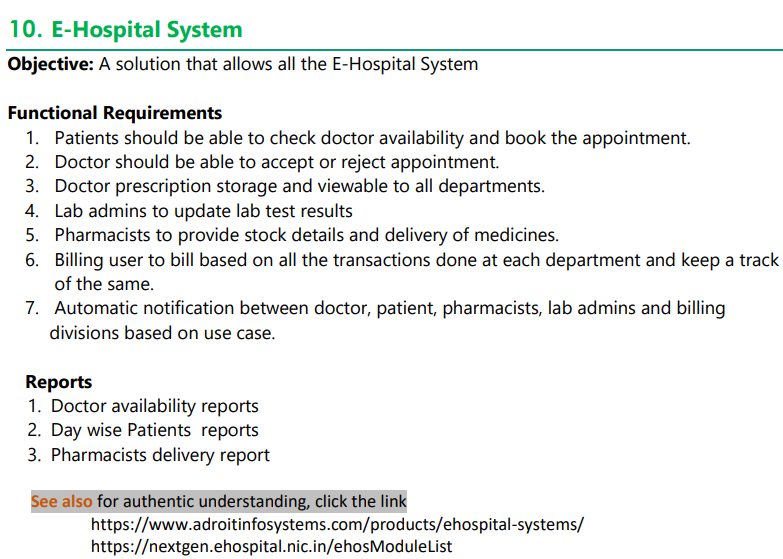 10. E-Hospital System
Objective: A solution that allows all the E-Hospital System
Functional Requirements
1. Patients should be able to check doctor availability and book the appointment.
2. Doctor should be able to accept or reject appointment.
3. Doctor prescription storage and viewable to all departments.
4. Lab admins to update lab test results
5. Pharmacists to provide stock details and delivery of medicines.
6. Billing user to bill based on all the transactions done at each department and keep a track
of the same.
7. Automatic notification between doctor, patient, pharmacists, lab admins and billing
divisions based on use case.
Reports
1. Doctor availability reports
2. Day wise Patients reports
3. Pharmacists delivery report
See also for authentic understanding, click the link
https://www.adroitinfosystems.com/products/ehospital-systems/
https://nextgen.ehospital.nic.in/ehosModuleList